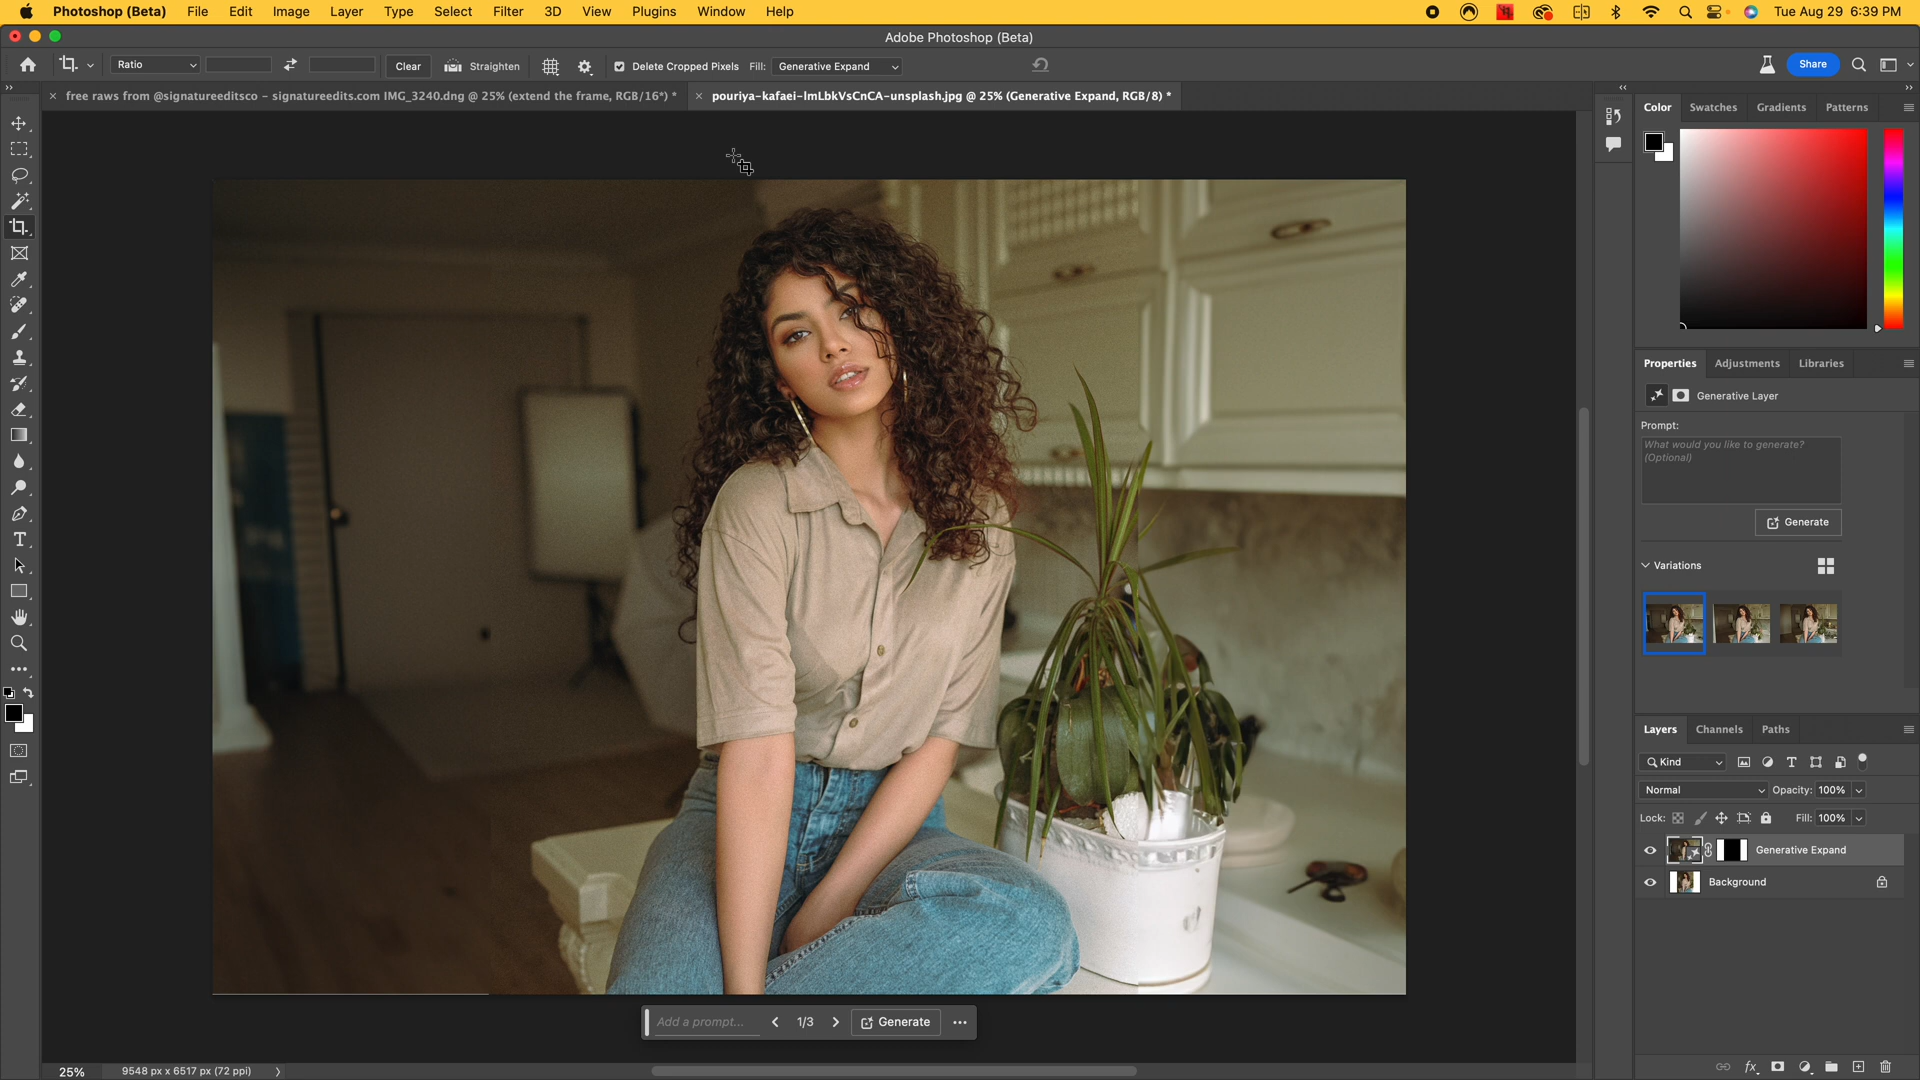 Photoshop (Beta) File Edit Image Layer Type Select Filter 3D View Plugins Window Help Tue Aug 29 6:39 PM
Adobe Photoshop (Beta)
Ratio Clear Straighten Delete Cropped Pixels Fill: Generative Expand Share
free raws from @signatureeditsco – signatureedits.com IMG_3240.dng @ 25% (extend the frame, RGB/16*) *
pouriya-kafaei-ImLbkVsCnCA-unsplash.jpg @ 25% (Generative Expand, RGB/8) *
Color Swatches Gradients Patterns
Properties Adjustments Libraries
Generative Layer
Prompt:
What would you like to generate?
(Optional)
Generate
Variations
Layers Channels Paths
Kind
Normal Opacity: 100%
Lock: Fill: 100%
Generative Expand
Background
Add a prompt... 1/3 Generate
25% 9548 px x 6517 px (72 ppi)